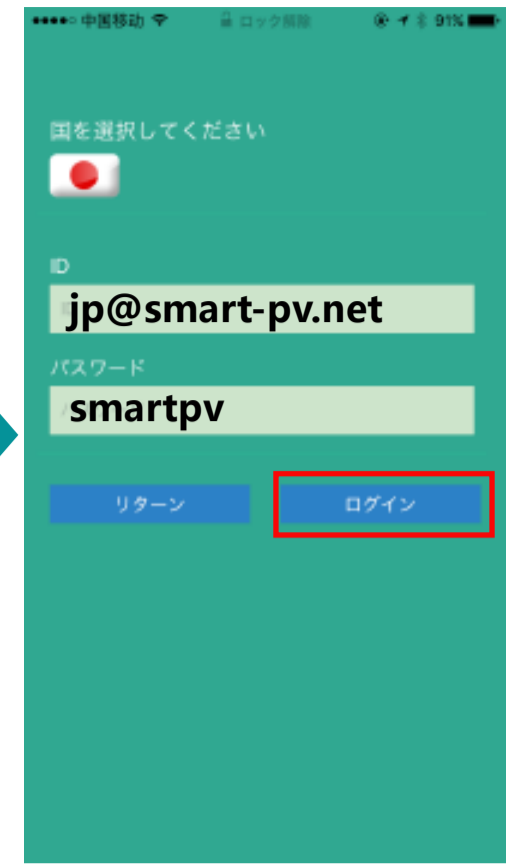 中国移动 ロック解除 91%
国を選択してください
ID
jp@smart-pv.net
パスワード
smartpv
リターン ログイン